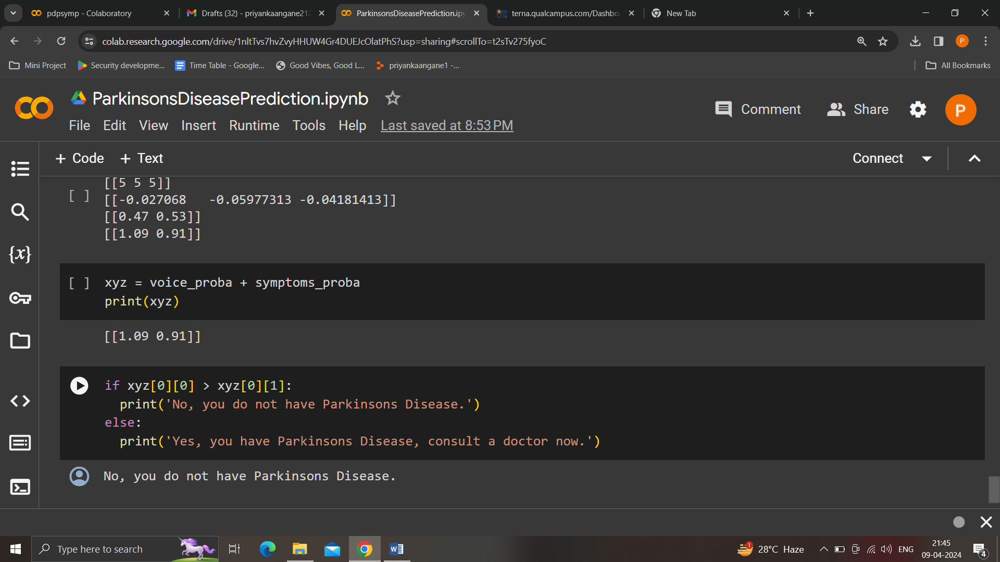 pdpsymp - Colaboratory
Drafts (32) - priyankaangane212
ParkinsonsDiseasePrediction.ipy
terna.qualcampus.com/Dashbo
New Tab
colab.research.google.com/drive/1nltTvs7hvZvyHHUW4Gr4DUEJcOlatPhS?usp=sharing#scrollTo=t2sTv275fyoC
P
Mini Project
Security developme...
Time Table - Google...
Good Vibes, Good L...
priyankaangane1 -...
All Bookmarks
ParkinsonsDiseasePrediction.ipynb
Comment
Share
P
File Edit View Insert Runtime Tools Help Last saved at 8:53 PM
+ Code + Text
Connect
[[5 5 5]]
[ ] [[-0.027068   -0.05977313 -0.04181413]]
[[0.47 0.53]]
[[1.09 0.91]]
{x}
[ ] xyz = voice_proba + symptoms_proba
print(xyz)
[[1.09 0.91]]
if xyz[0][0] > xyz[0][1]:
  print('No, you do not have Parkinsons Disease.')
else:
  print('Yes, you have Parkinsons Disease, consult a doctor now.')
No, you do not have Parkinsons Disease.
Type here to search
1
28°C Haze
ENG
21:45
09-04-2024
4